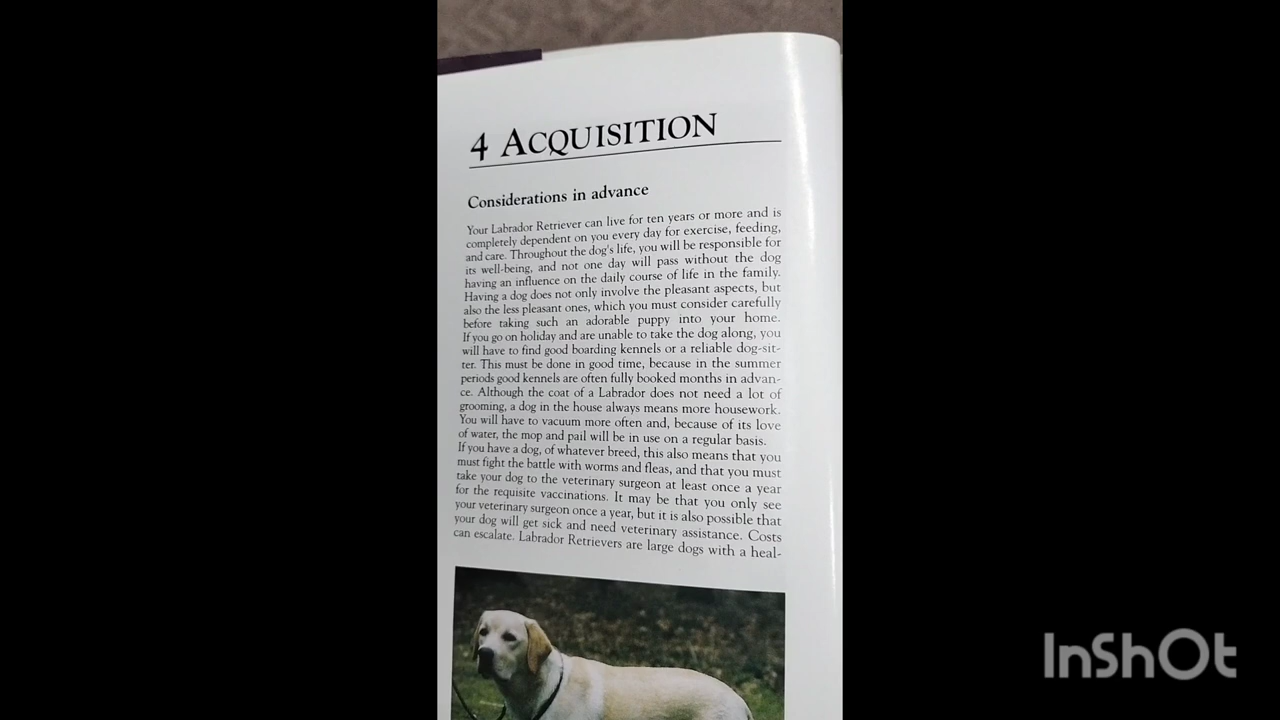 4 ACQUISITION
Considerations in advance
Your Labrador Retriever can live for ten years or more and is
completely dependent on you every day for exercise, feeding,
and care. Throughout the dog's life, you will be responsible for
its well-being, and not one day will pass without the dog
having an influence on the daily course of life in the family.
Having a dog does not only involve the pleasant aspects, but
also the less pleasant ones, which you must consider carefully
before taking such an adorable puppy into your home.
If you go on holiday and are unable to take the dog along, you
will have to find good boarding kennels or a reliable dog-sit-
ter. This must be done in good time, because in the summer
periods good kennels are often fully booked months in advan-
ce. Although the coat of a Labrador does not need a lot of
grooming, a dog in the house always means more housework.
You will have to vacuum more often and, because of its love
of water, the mop and pail will be in use on a regular basis.
If you have a dog, of whatever breed, this also means that you
must fight the battle with worms and fleas, and that you must
take your dog to the veterinary surgeon at least once a year
for the requisite vaccinations. It may be that you only see
your veterinary surgeon once a year, but it is also possible that
your dog will get sick and need veterinary assistance. Costs
can escalate. Labrador Retrievers are large dogs with a heal-
InShOt